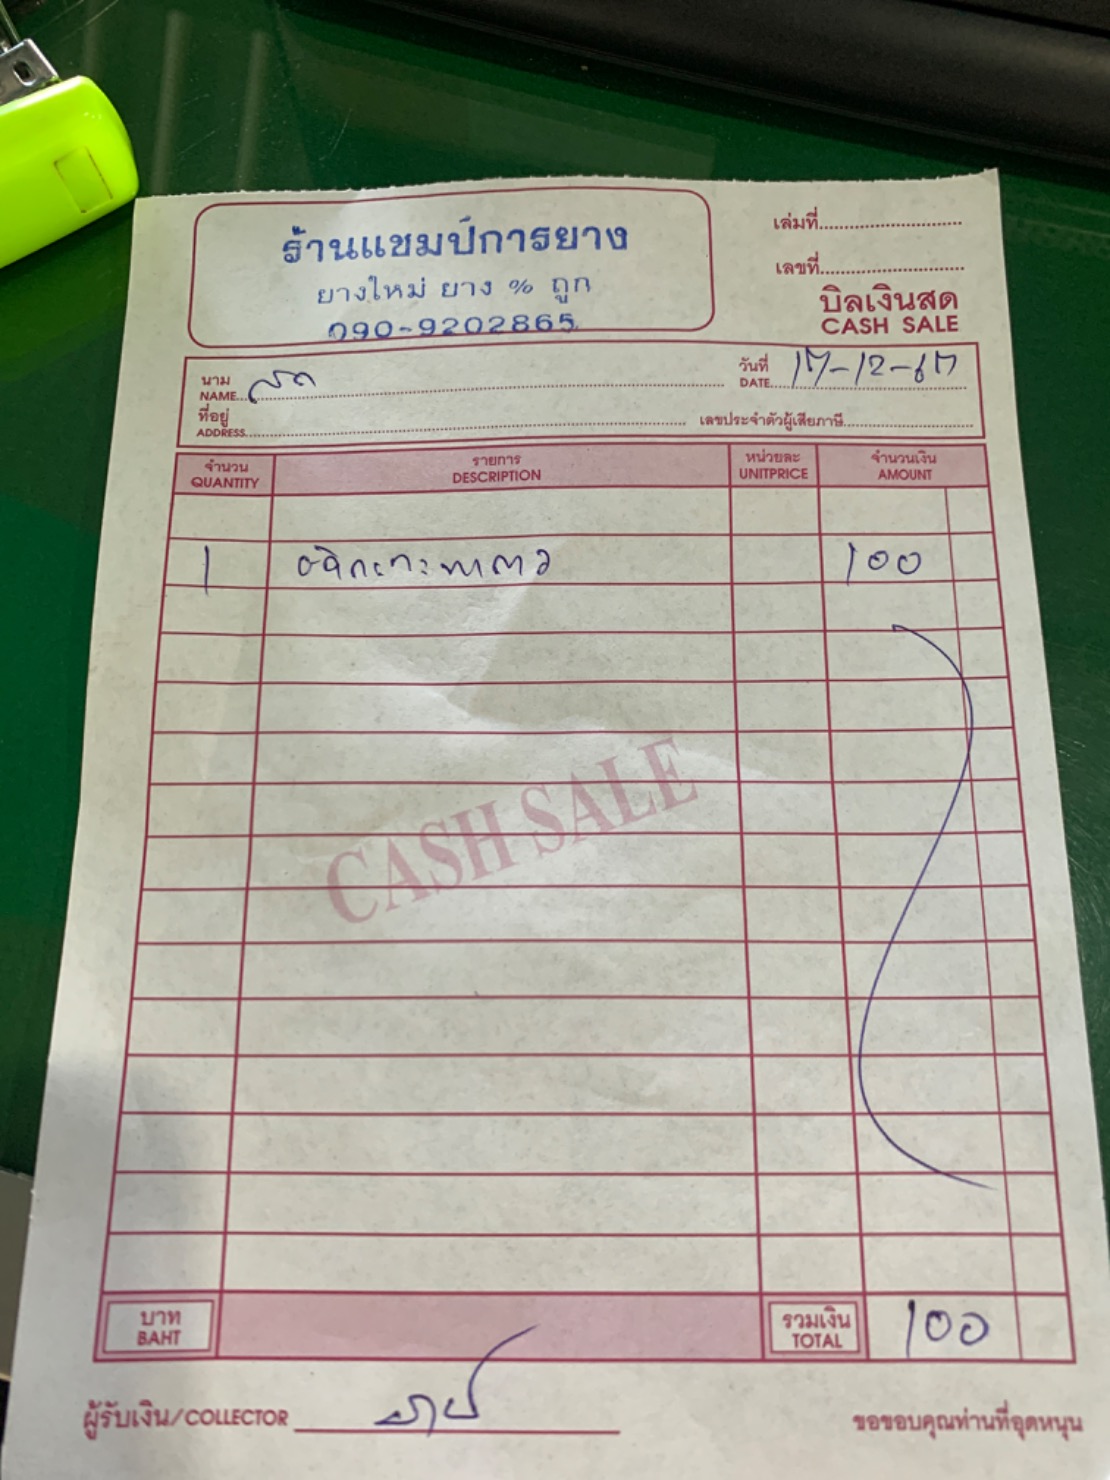 ร้านแชมป์การยาง
ยางใหม่ ยาง % ถูก
090-9202865
เล่มที่
เลขที่
บิลเงินสด
CASH SALE
นาม
NAME สด
วันที่
DATE 17-12-67
ที่อยู่
ADDRESS
เลขประจำตัวผู้เสียภาษี
จำนวน
QUANTITY
รายการ
DESCRIPTION
หน่วยละ
UNITPRICE
จำนวนเงิน
AMOUNT
1 100
CASH SALE
บาท
BAHT
รวมเงิน
TOTAL
100
ผู้รับเงิน/COLLECTOR
ขอขอบคุณท่านที่อุดหนุน